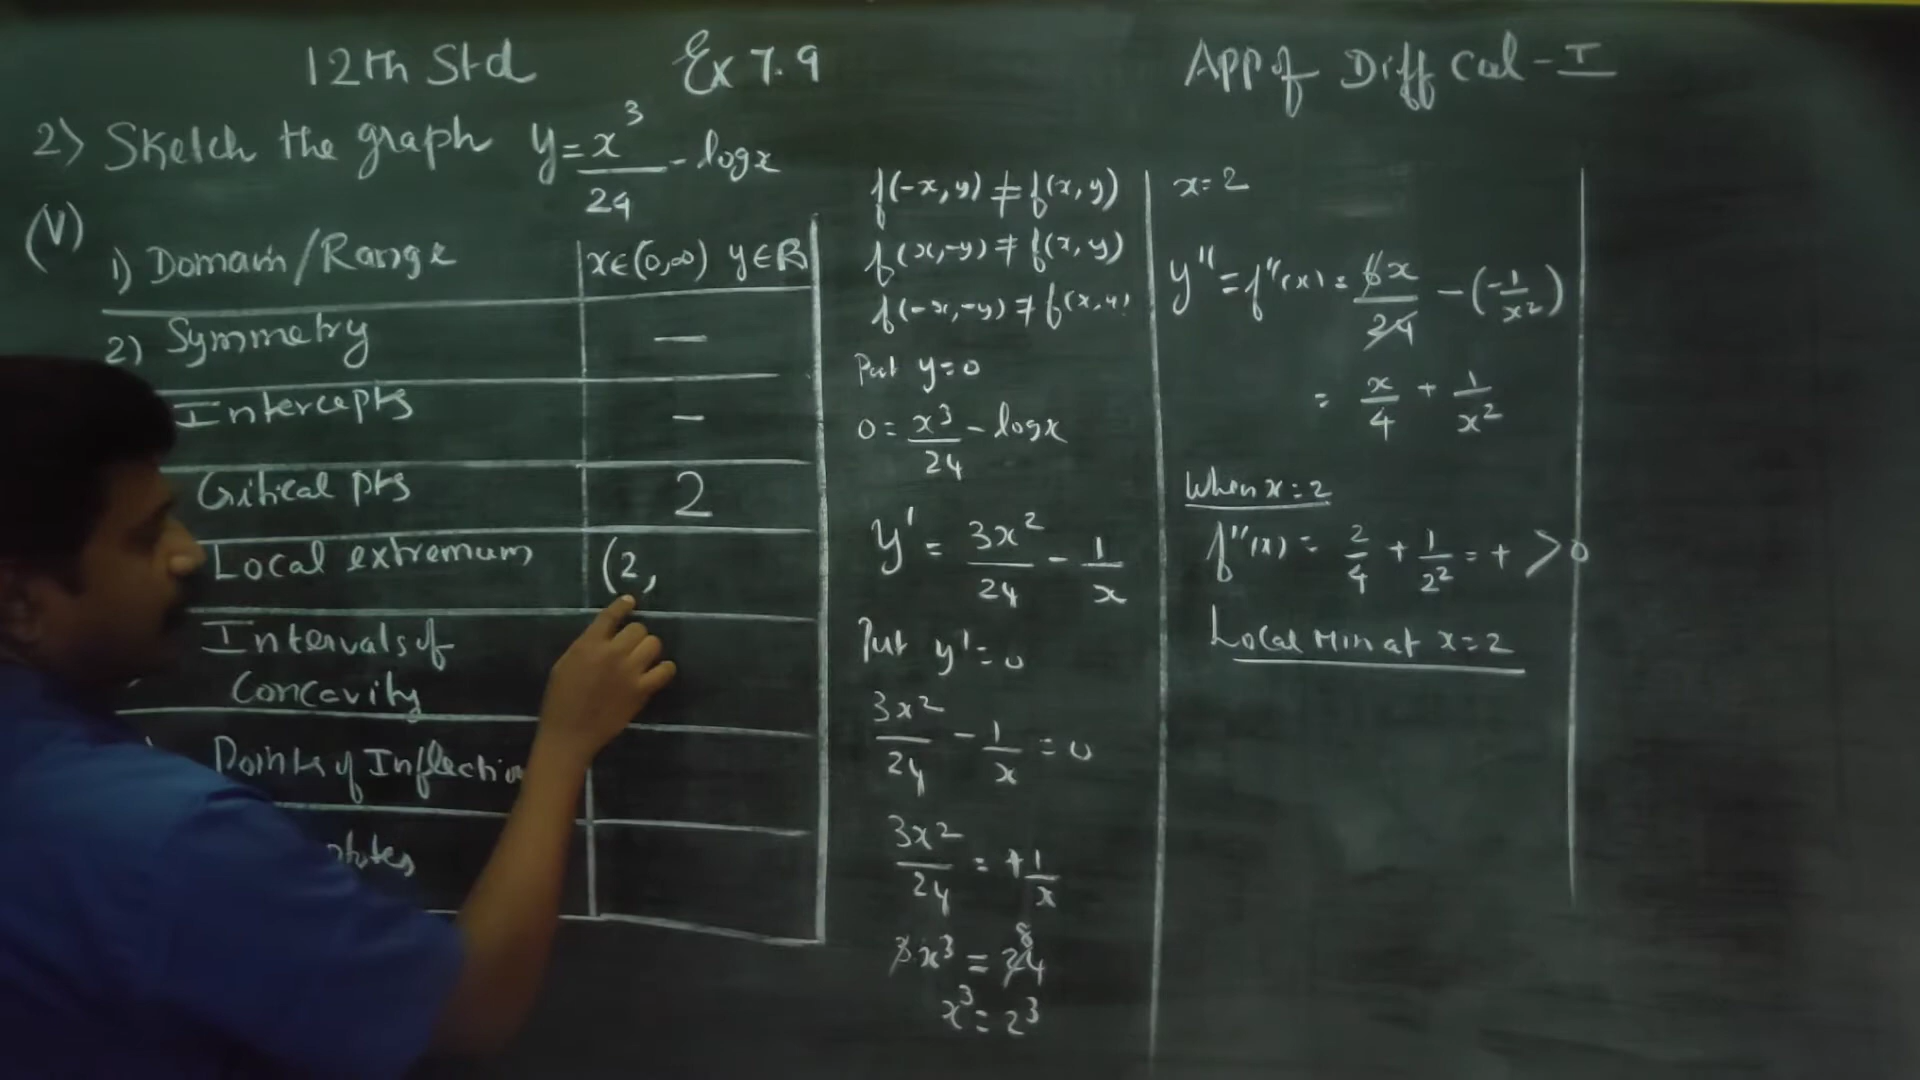 12th Std Ex 7.9 App of Diff Cal - I
2) Sketch the graph y = x³/24 - log x
(V)
1) Domain/Range x∈(0,∞) y∈R
2) Symmetry —
Intercepts -
Critical pts 2
Local extremum (2,
Intervals of
Concavity
Points of Inflection
f(-x, y) ≠ f(x, y)
f(x, -y) ≠ f(x, y)
f(-x, -y) ≠ f(x, y)
Put y = 0
0 = x³/24 - log x
y' = 3x²/24 - 1/x
Put y' = 0
3x²/24 - 1/x = 0
3x²/24 = +1/x
3x³ = 24 8
x³ = 2³
x = 2
y'' = f''(x) = 6x/24 - (-1/x²)
= x/4 + 1/x²
When x = 2
f''(x) = 2/4 + 1/2² = + > 0
Local Min at x = 2